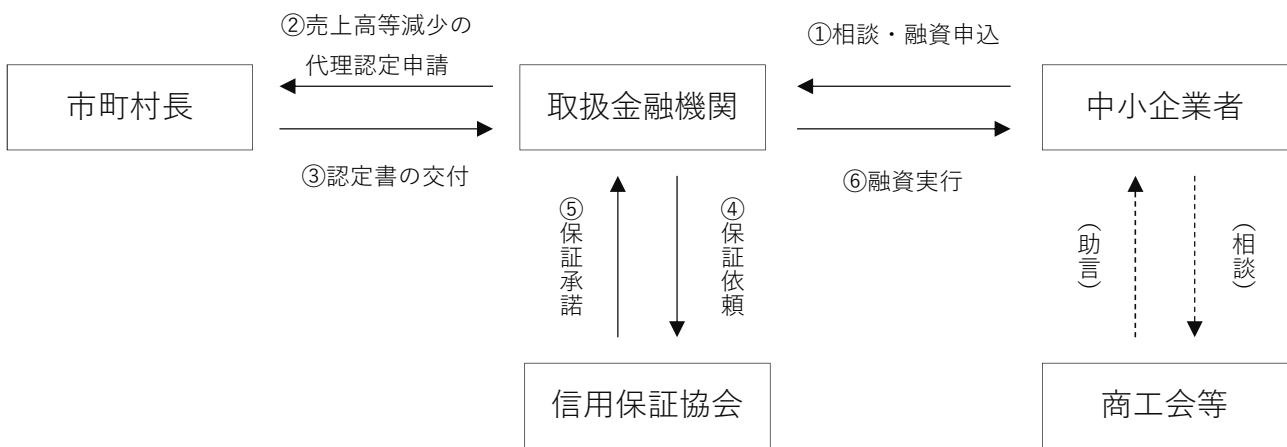 ②売上高等減少の
代理認定申請
①相談・融資申込
市町村長
取扱金融機関
中小企業者
③認定書の交付
⑥融資実行
⑤保証承諾
④保証依頼
(助言)
(相談)
信用保証協会
商工会等